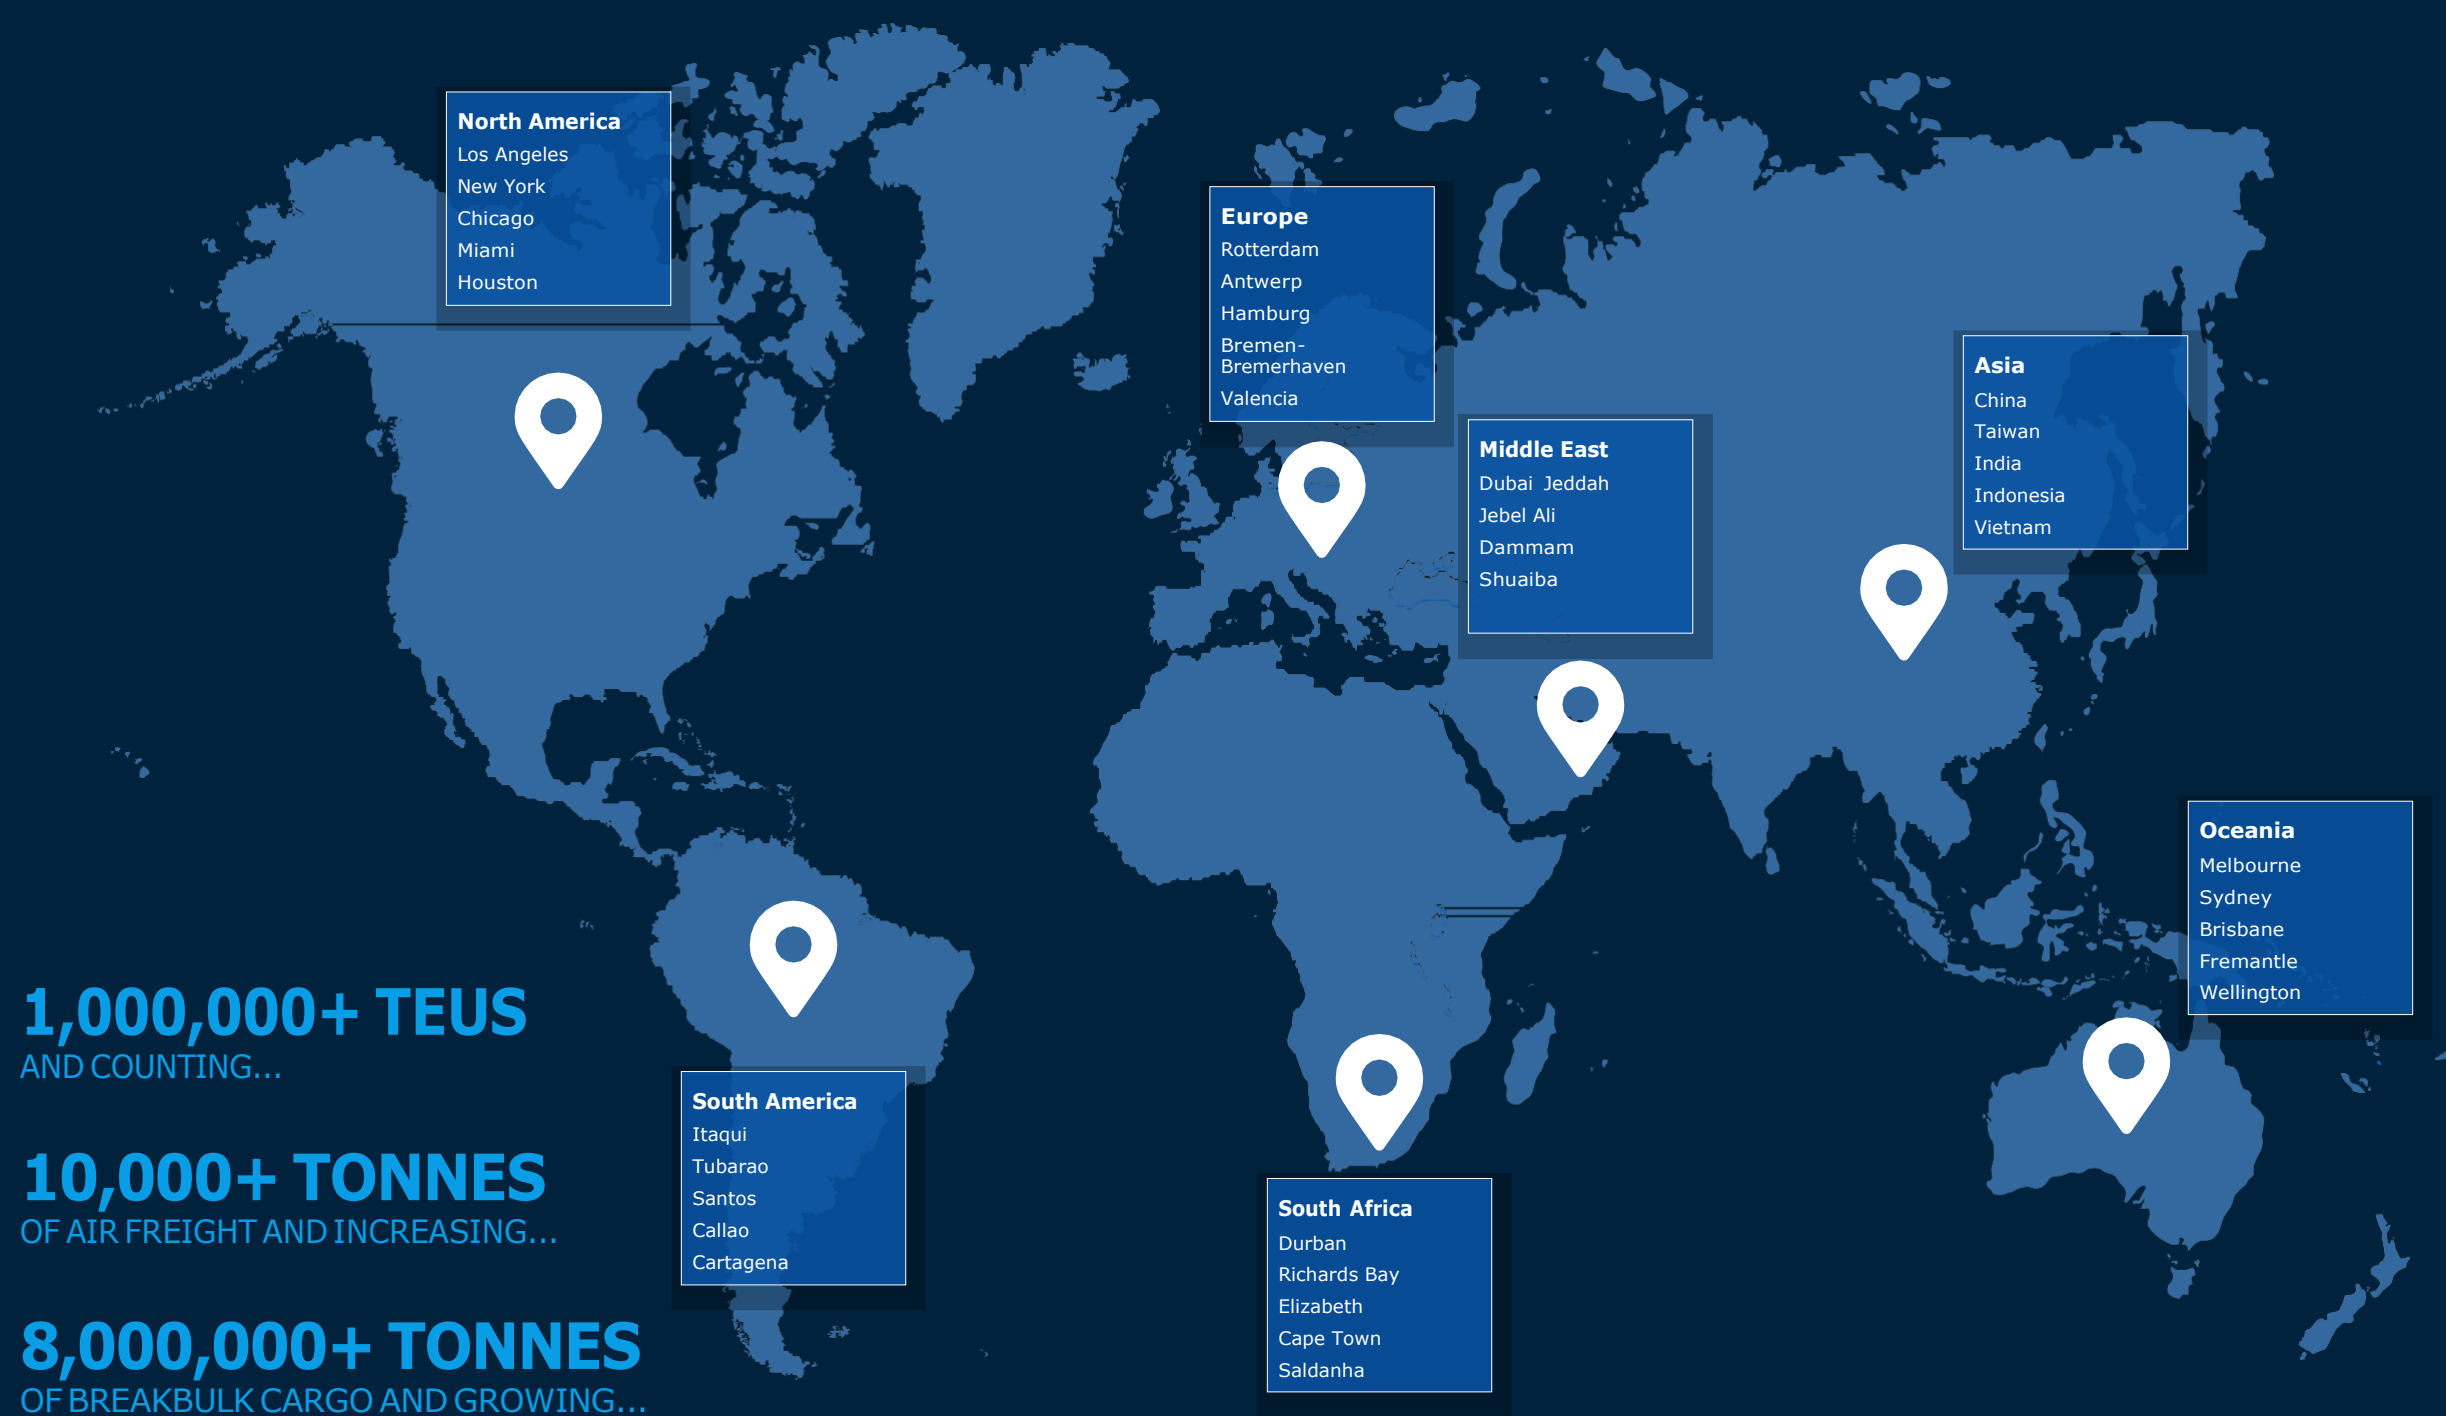 North America
Los Angeles
New York
Chicago
Miami
Houston
Europe
Rotterdam
Antwerp
Hamburg
Bremen-
Bremerhaven
Valencia
Middle East
Dubai Jeddah
Jebel Ali
Dammam
Shuaiba
Asia
China
Taiwan
India
Indonesia
Vietnam
Oceania
Melbourne
Sydney
Brisbane
Fremantle
Wellington
1,000,000+ TEUS
AND COUNTING...
10,000+ TONNES
OF AIR FREIGHT AND INCREASING...
8,000,000+ TONNES
OF BREAKBULK CARGO AND GROWING...
South America
Itaqui
Tubarao
Santos
Callao
Cartagena
South Africa
Durban
Richards Bay
Elizabeth
Cape Town
Saldanha